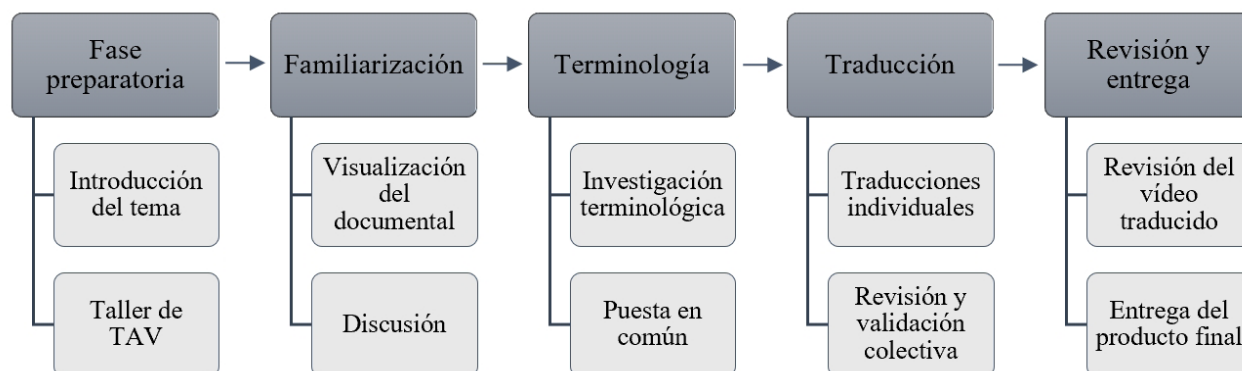 Fase
preparatoria
Introducción
del tema
Taller de
TAV
Familiarización
Visualización
del
documental
Discusión
Terminología
Investigación
terminológica
Puesta en
común
Traducción
Traducciones
individuales
Revisión y
validación
colectiva
Revisión y
entrega
Revisión del
vídeo
traducido
Entrega del
producto final